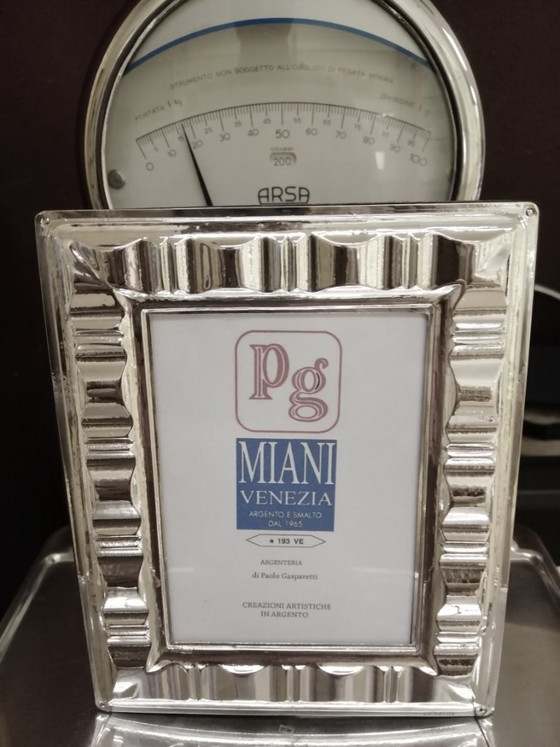 STRUMENTO NON SOGGETTO ALL'OBBLIGO DI PESATA MINIMA
PORTATA 1 kg
DIVISIONE 1 g
0 10 20 30 40 50 60 70 80 90 100
200
ARSA
Pg
MIANI
VENEZIA
ARGENTO E SMALTO
DAL 1965
★ 193 VE
ARGENTERIA
di Paolo Gasparetti
CREAZIONI ARTISTICHE
IN ARGENTO